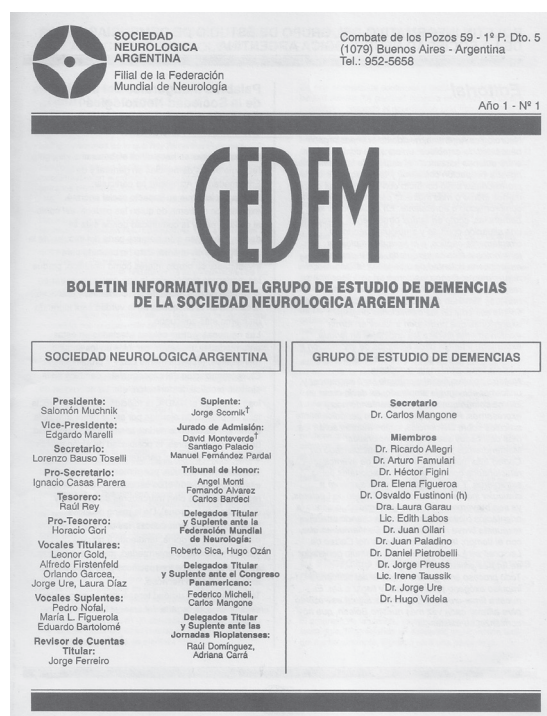 SOCIEDAD
NEUROLOGICA
ARGENTINA
Filial de la Federación
Mundial de Neurología
Combate de los Pozos 59 - 1º P. Dto. 5
(1079) Buenos Aires - Argentina
Tel.: 952-5658
Año 1 - Nº 1
GEDEM
BOLETIN INFORMATIVO DEL GRUPO DE ESTUDIO DE DEMENCIAS
DE LA SOCIEDAD NEUROLOGICA ARGENTINA
SOCIEDAD NEUROLOGICA ARGENTINA
Presidente:
Salomón Muchnik
Vice-Presidente:
Edgardo Marelli
Secretario:
Lorenzo Bauso Toselli
Pro-Secretario:
Ignacio Casas Parera
Tesorero:
Raúl Rey
Pro-Tesorero:
Horacio Gori
Vocales Titulares:
Leonor Gold,
Alfredo Firstenfeld
Orlando Garcea,
Jorge Ure, Laura Díaz
Vocales Suplentes:
Pedro Nofal,
María L. Figuerola
Eduardo Bartolomé
Revisor de Cuentas
Titular:
Jorge Ferreiro
Suplente:
Jorge Scornik†
Jurado de Admisión:
David Monteverde†
Santiago Palacio
Manuel Fernández Pardal
Tribunal de Honor:
Angel Monti
Fernando Alvarez
Carlos Bardeci
Delegados Titular
y Suplente ante la
Federación Mundial
de Neurología:
Roberto Sica, Hugo Ozán
Delegados Titular
y Suplente ante el Congreso
Panamericano:
Federico Micheli,
Carlos Mangone
Delegados Titular
y Suplente ante las
Jornadas Rioplatenses:
Raúl Domínguez,
Adriana Carrá
GRUPO DE ESTUDIO DE DEMENCIAS
Secretario
Dr. Carlos Mangone
Miembros
Dr. Ricardo Allegri
Dr. Arturo Famulari
Dr. Héctor Figini
Dra. Elena Figueroa
Dr. Osvaldo Fustinoni (h)
Dra. Laura Garau
Lic. Edith Labos
Dr. Juan Ollari
Dr. Juan Paladino
Dr. Daniel Pietrobelli
Dr. Jorge Preuss
Lic. Irene Taussik
Dr. Jorge Ure
Dr. Hugo Videla